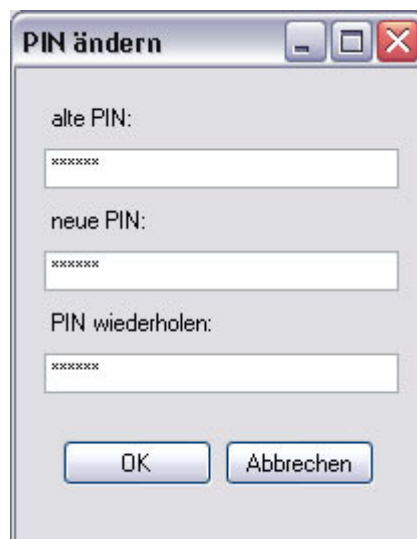 PIN ändern
alte PIN:
******
neue PIN:
******
PIN wiederholen:
******
OK
Abbrechen